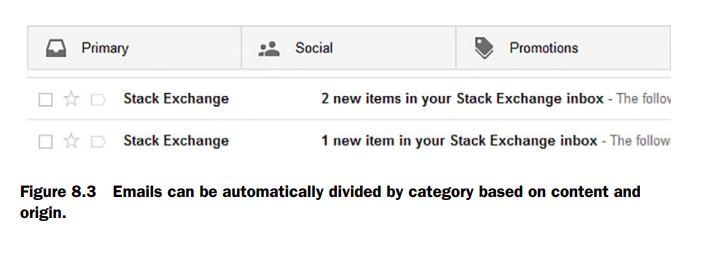 Primary Social Promotions
Stack Exchange 2 new items in your Stack Exchange inbox - The follow
Stack Exchange 1 new item in your Stack Exchange inbox - The follow
Figure 8.3 Emails can be automatically divided by category based on content and
origin.